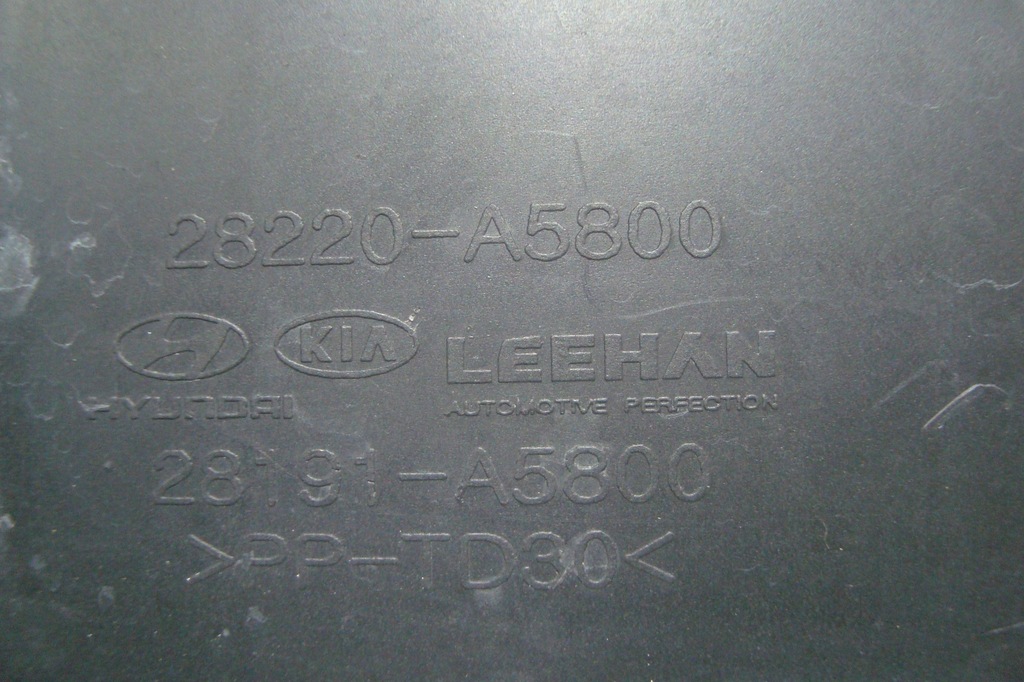 28220-A5800
KIA LEEHAN
HYUNDAI AUTOMOTIVE PERFECTION
28191-A5800
>PP-TD30<